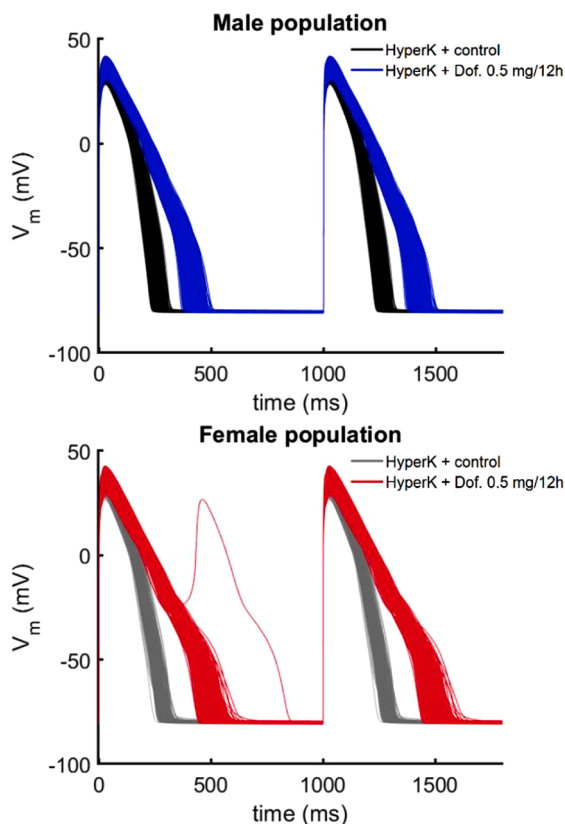 Male population
50
HyperK + control
HyperK + Dof. 0.5 mg/12h
0
Vm (mV)
-50
-100
0 500 1000 1500
time (ms)
Female population
50
HyperK + control
HyperK + Dof. 0.5 mg/12h
0
Vm (mV)
-50
-100
0 500 1000 1500
time (ms)